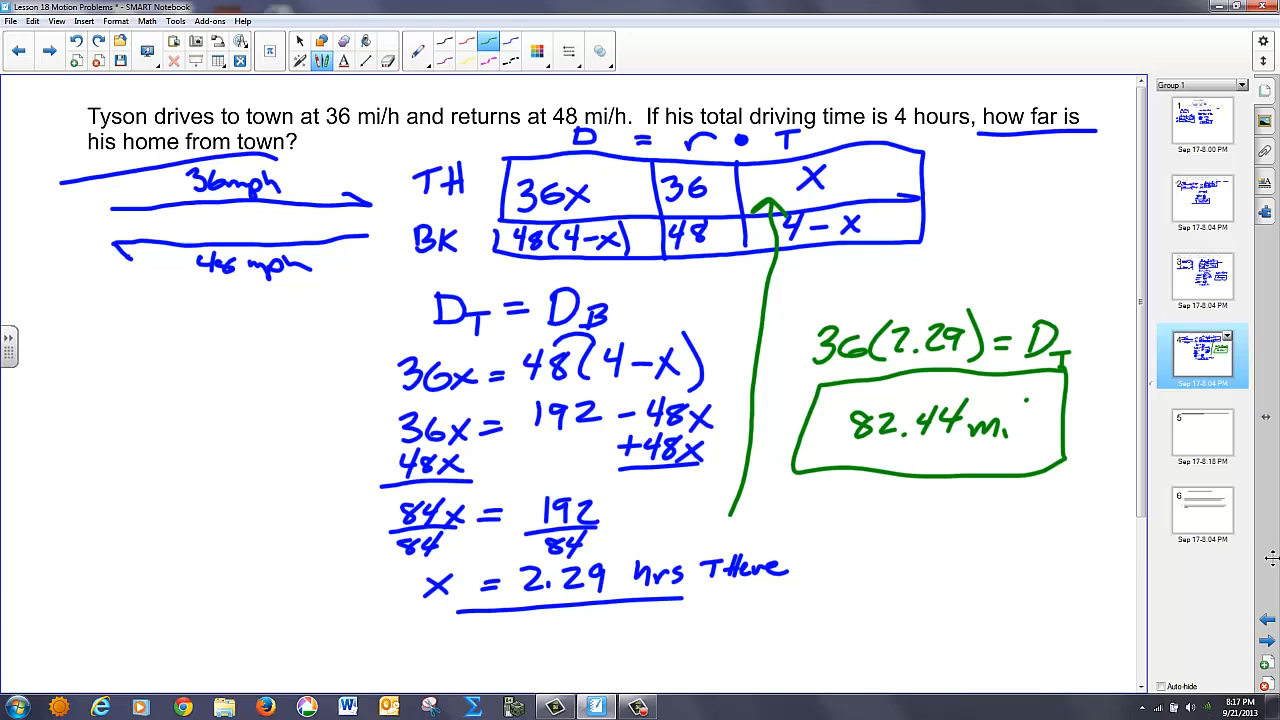 Lesson 18 Motion Problems * - SMART Notebook
File Edit View Insert Format Math Tools Add-ons Help
Group 1
Tyson drives to town at 36 mi/h and returns at 48 mi/h. If his total driving time is 4 hours, how far is
his home from town?
D = r • T
36mph
TH 36x 36 x
BK 48(4-x) 48 4-x
48 mph
D_T = D_B
36x = 48(4-x)
36x = 192 - 48x
48x +48x
84x = 192
84 84
x = 2.29 hrs THere
36(2.29) = D_T
82.44 mi
1
Sep 17-8:00 PM
2
Sep 17-8:04 PM
3
Sep 17-8:04 PM
4
Sep 17-8:04 PM
5
Sep 17-8:18 PM
6
Sep 17-8:04 PM
Auto-hide
8:17 PM
9/21/2013